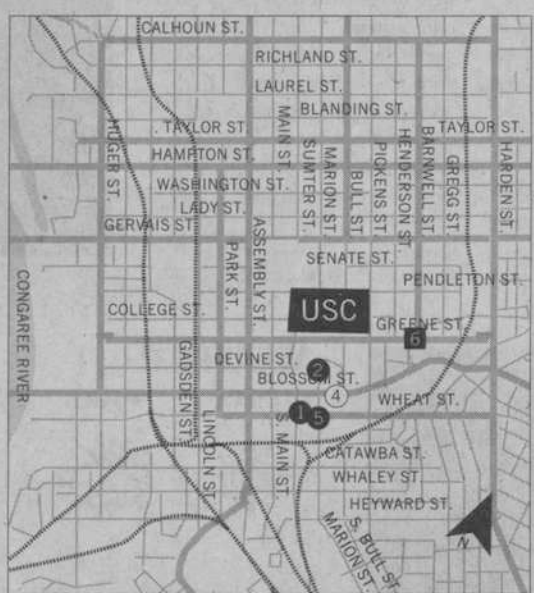 CALHOUN ST.
RICHLAND ST.
LAUREL ST.
BLANDING ST.
TAYLOR ST.
TAYLOR ST.
HAMPTON ST.
WASHINGTON ST.
LADY ST.
GERVAIS ST.
HUGER ST.
MAIN ST.
SUMTER ST.
MARION ST.
BULL ST.
PICKENS ST.
HENDERSON ST.
BARNWELL ST.
GREGG ST.
HARDEN ST.
ASSEMBLY ST.
PARK ST.
SENATE ST.
PENDLETON ST.
CONGAREE RIVER
COLLEGE ST.
USC
GREENE ST.
6
GADSDEN ST.
DEVINE ST.
2
BLOSSOM ST.
4
WHEAT ST.
1
5
LINCOLN ST.
S. MAIN ST.
CATAWBA ST.
WHALEY ST.
HEYWARD ST.
S. BULL ST.
MARION ST.
N